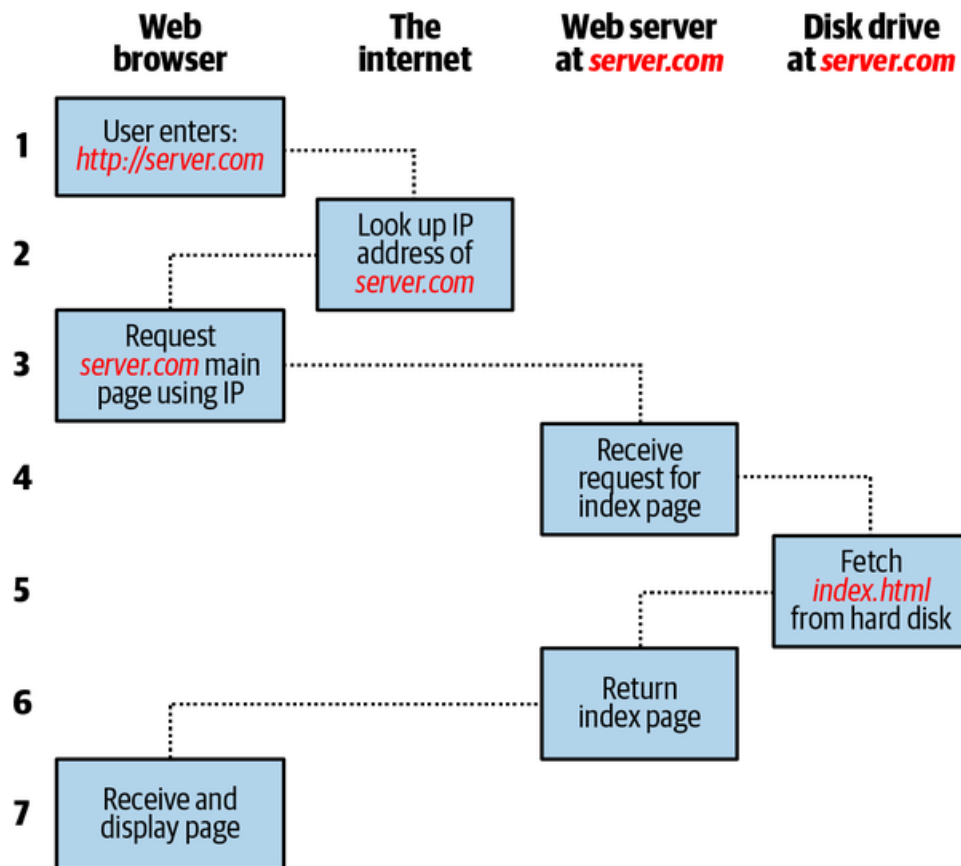 Web
browser
The
internet
Web server
at server.com
Disk drive
at server.com
1
User enters:
http://server.com
2
Look up IP
address of
server.com
3
Request
server.com main
page using IP
4
Receive
request for
index page
5
Fetch
index.html
from hard disk
6
Return
index page
7
Receive and
display page